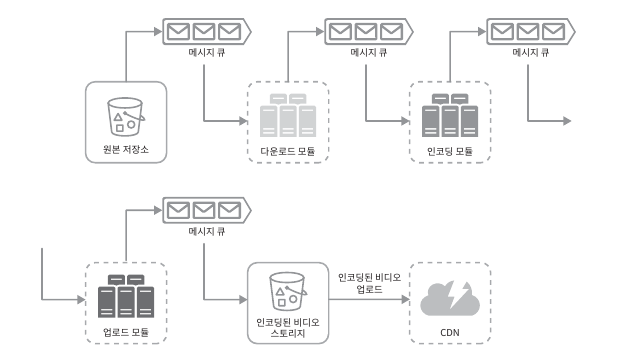 메시지 큐
메시지 큐
메시지 큐
원본 저장소
다운로드 모듈
인코딩 모듈
메시지 큐
인코딩된 비디오
업로드
업로드 모듈
인코딩된 비디오
스토리지
CDN